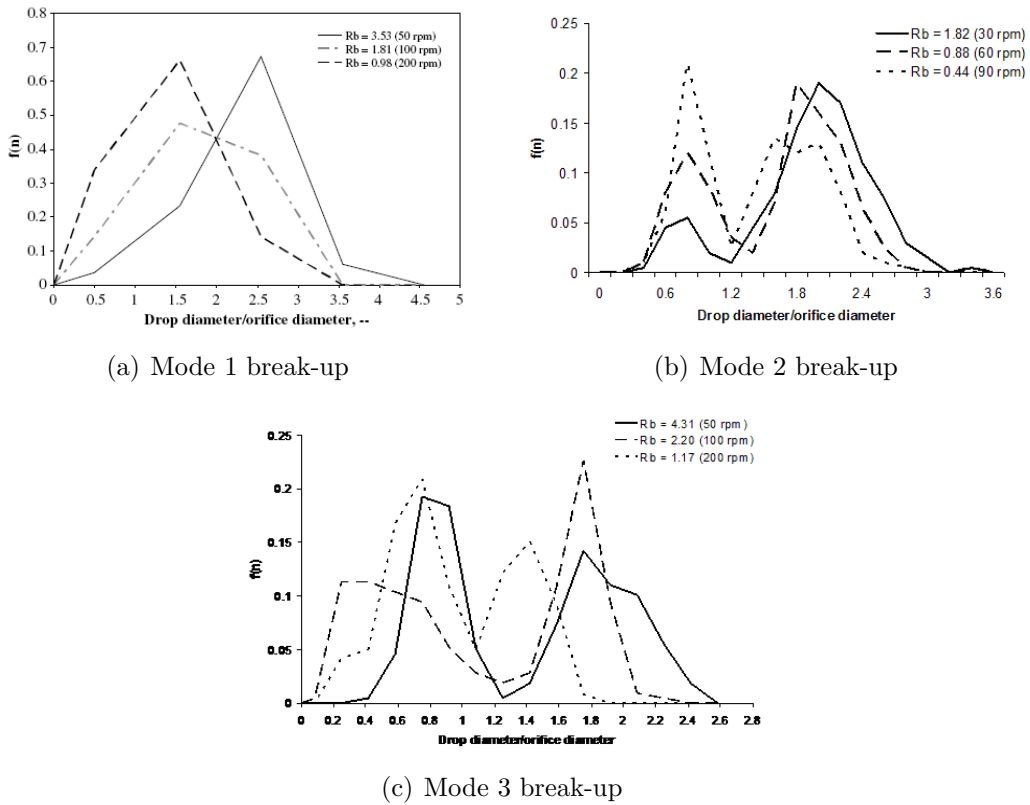 0.8
0.7
0.6
0.5
0.4
0.3
0.2
0.1
0
f(n)
0 0.5 1 1.5 2 2.5 3 3.5 4 4.5 5
Drop diameter/orifice diameter, --
Rb = 3.53 (50 rpm)
Rb = 1.81 (100 rpm)
Rb = 0.98 (200 rpm)
(a) Mode 1 break-up
0.25
0.2
0.15
0.1
0.05
0
f(n)
0 0.6 1.2 1.8 2.4 3 3.6
Drop diameter/orifice diameter
Rb = 1.82 (30 rpm)
Rb = 0.88 (60 rpm)
Rb = 0.44 (90 rpm)
(b) Mode 2 break-up
0.25
0.2
0.15
0.1
0.05
0
f(n)
0 0.2 0.4 0.6 0.8 1 1.2 1.4 1.6 1.8 2 2.2 2.4 2.6 2.8
Drop diameter/orifice diameter
Rb = 4.31 (50 rpm )
Rb = 2.20 (100 rpm)
Rb = 1.17 (200 rpm)
(c) Mode 3 break-up